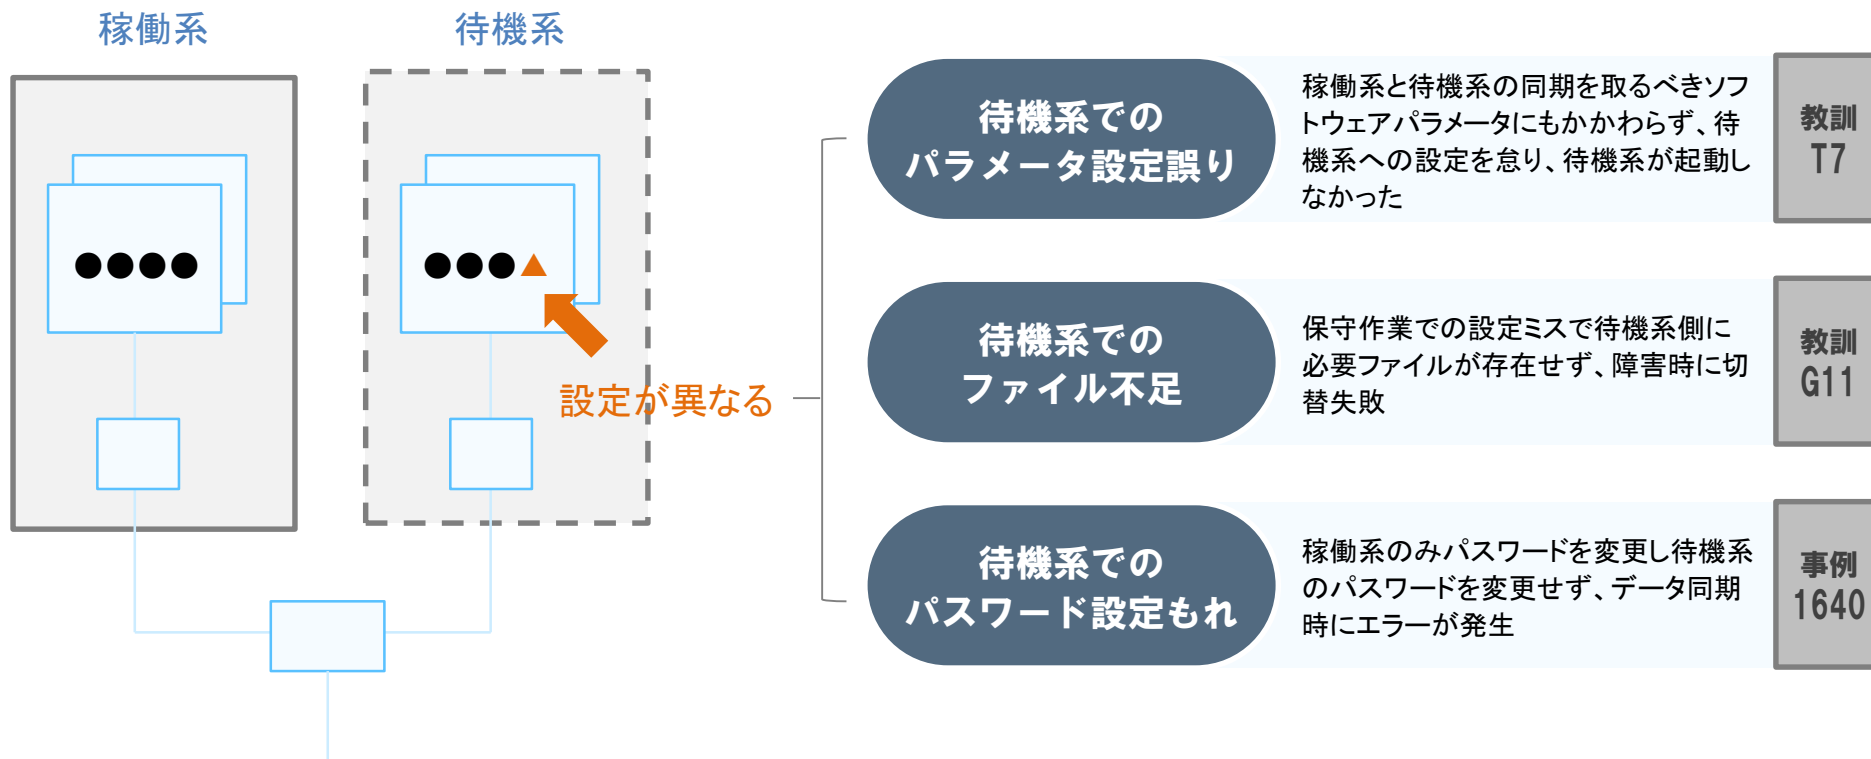 稼働系
待機系
●●●●
●●●▲
設定が異なる
待機系での
パラメータ設定誤り
稼働系と待機系の同期を取るべきソフ
トウェアパラメータにもかかわらず、待
機系への設定を怠り、待機系が起動し
なかった
教訓
T7
待機系での
ファイル不足
保守作業での設定ミスで待機系側に
必要ファイルが存在せず、障害時に切
替失敗
教訓
G11
待機系での
パスワード設定もれ
稼働系のみパスワードを変更し待機系
のパスワードを変更せず、データ同期
時にエラーが発生
事例
1640